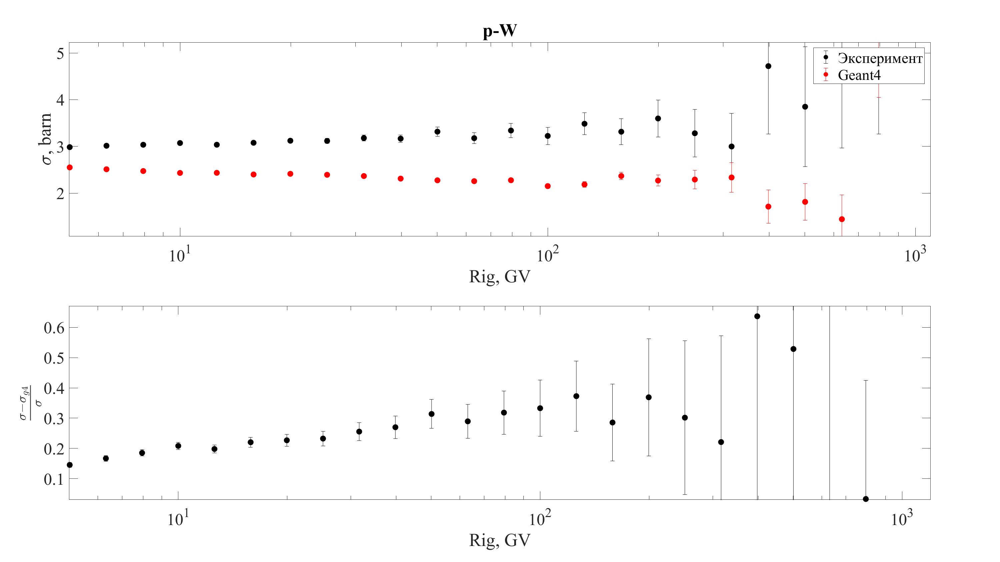 p-W
5
4
3
2
σ, barn
Эксперимент
Geant4
10^1 10^2 10^3
Rig, GV
0.6
0.5
0.4
0.3
0.2
0.1
σ−σ_g4
σ
10^1 10^2 10^3
Rig, GV